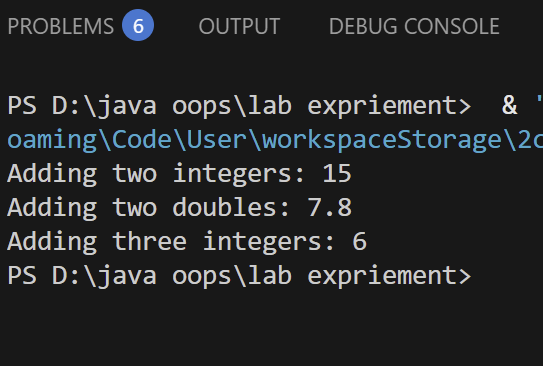 PROBLEMS 6 OUTPUT DEBUG CONSOLE
PS D:\java oops\lab expriement>  & '
oaming\Code\User\workspaceStorage\2c
Adding two integers: 15
Adding two doubles: 7.8
Adding three integers: 6
PS D:\java oops\lab expriement>